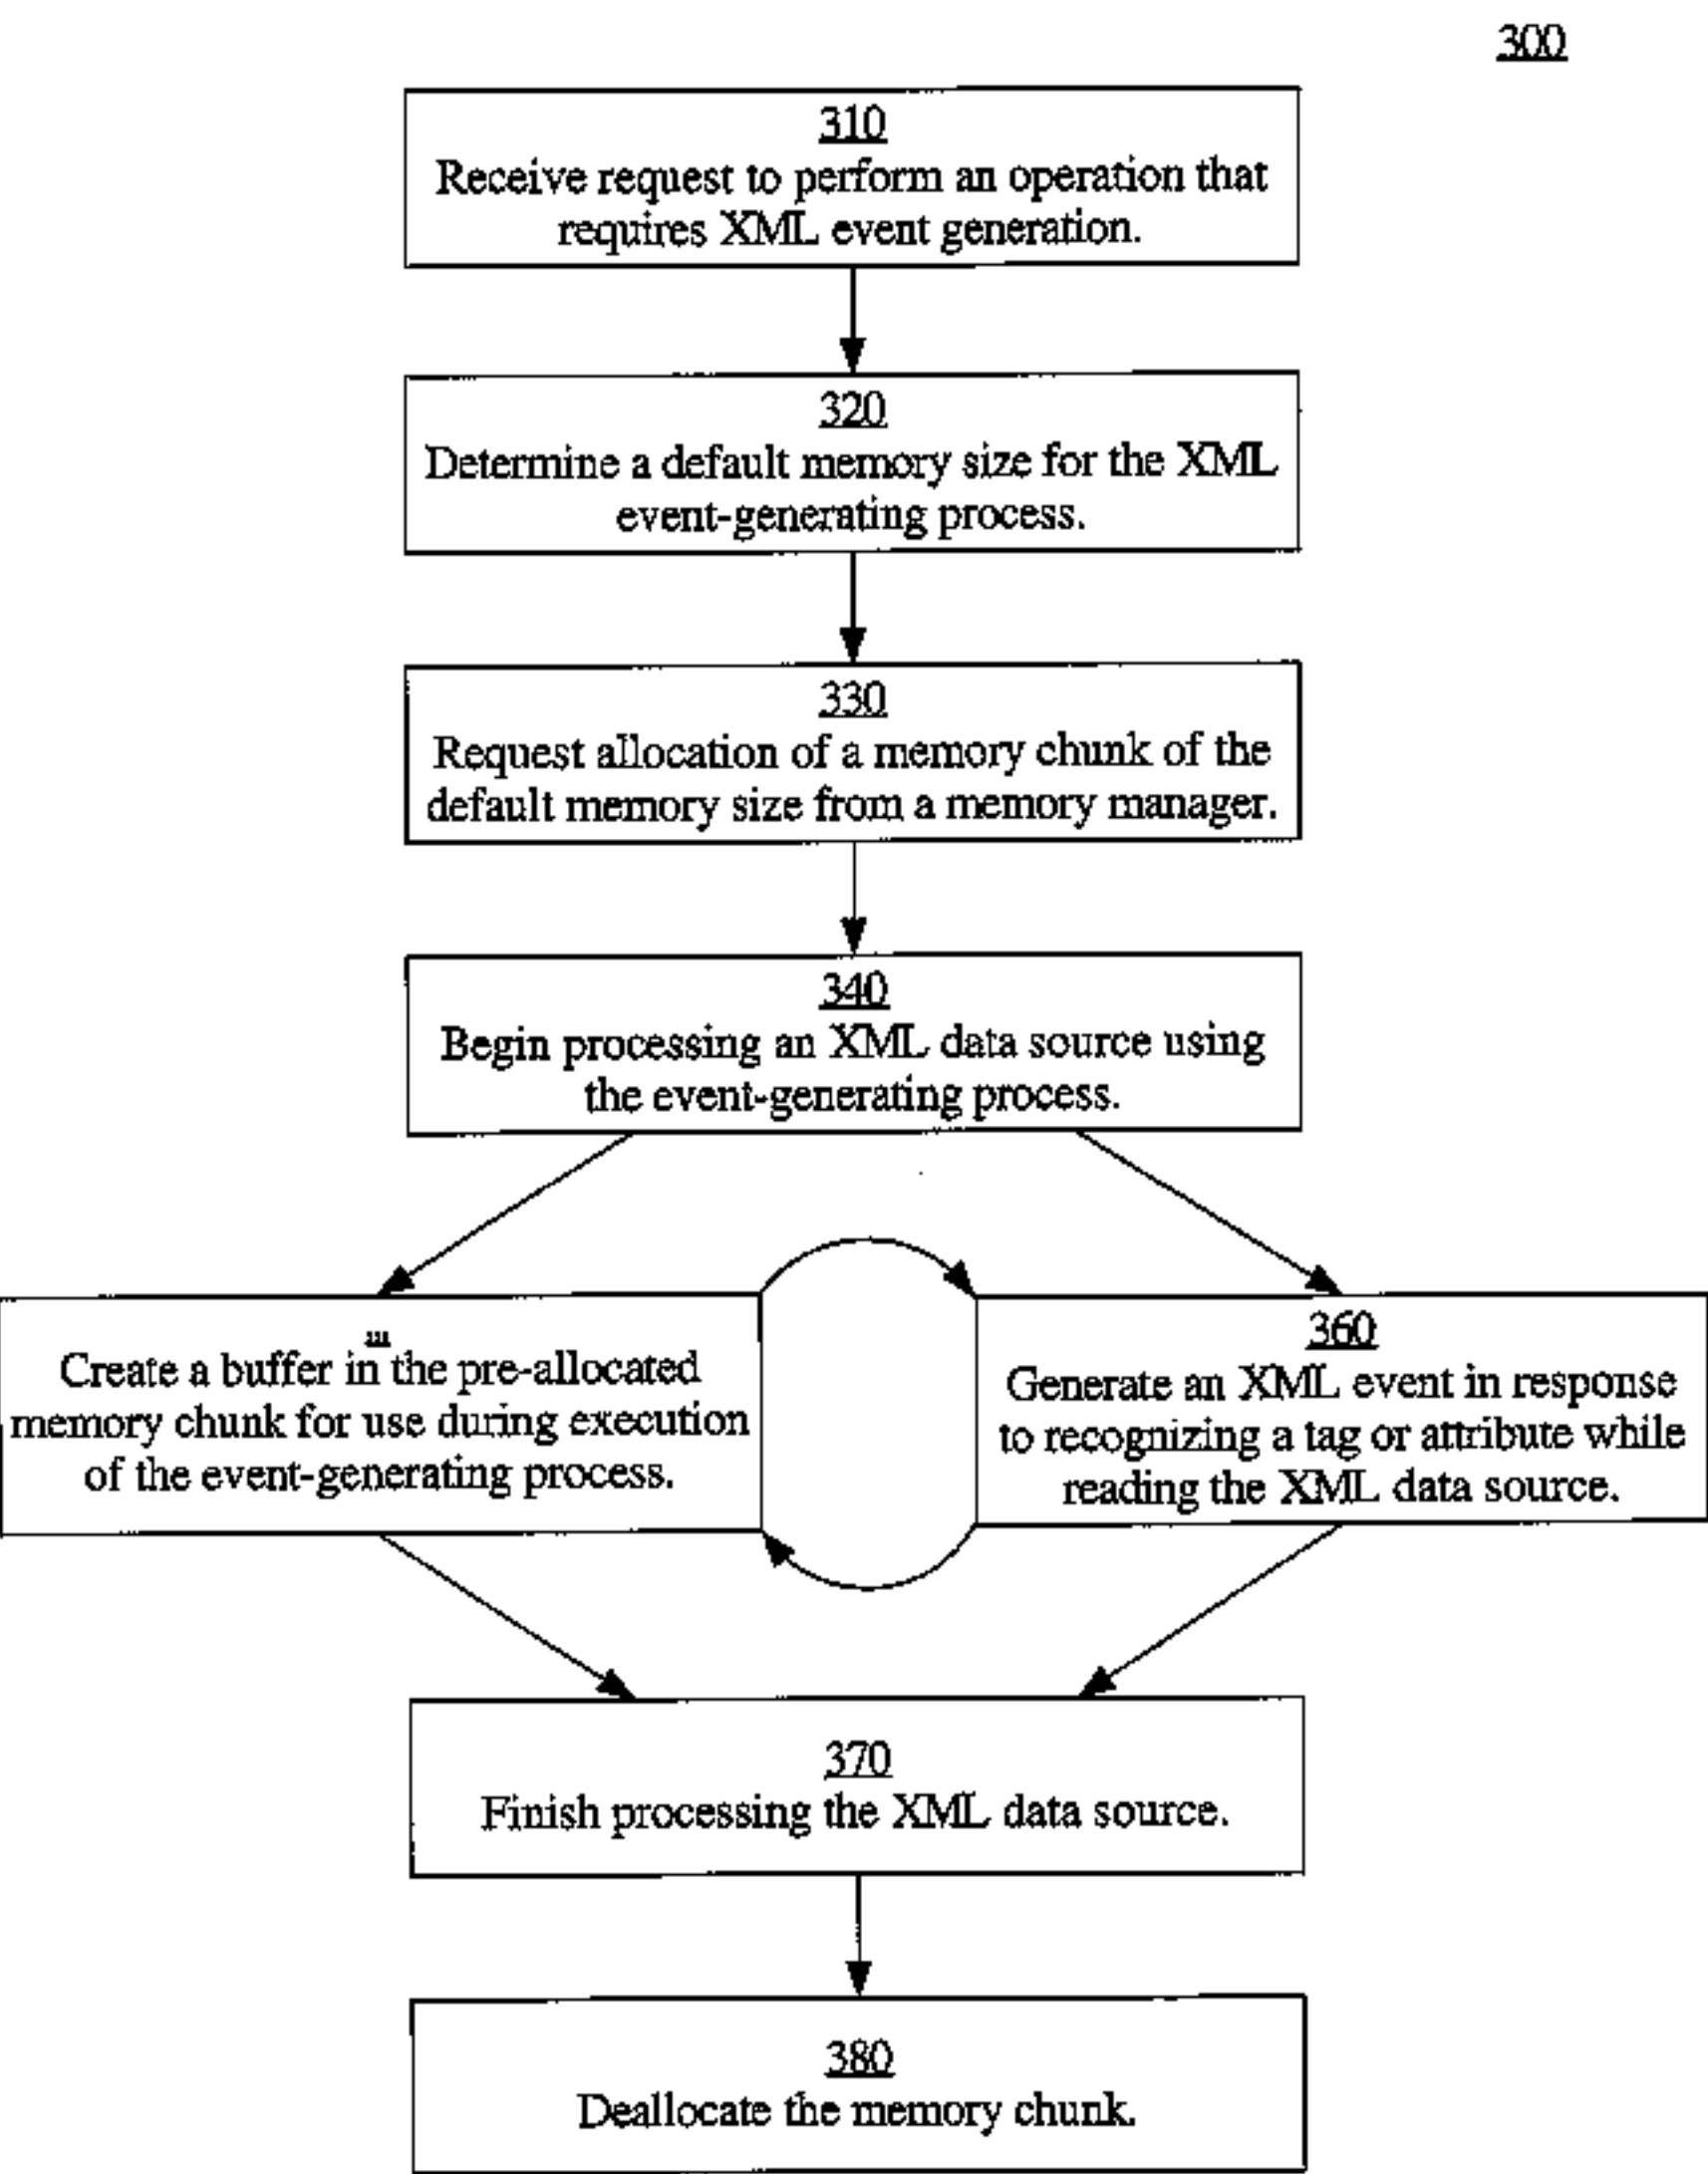 300
310
Receive request to perform an operation that
requires XML event generation.
320
Determine a default memory size for the XML
event-generating process.
330
Request allocation of a memory chunk of the
default memory size from a memory manager.
340
Begin processing an XML data source using
the event-generating process.
Create a buffer in the pre-allocated
memory chunk for use during execution
of the event-generating process.
360
Generate an XML event in response
to recognizing a tag or attribute while
reading the XML data source.
370
Finish processing the XML data source.
380
Deallocate the memory chunk.